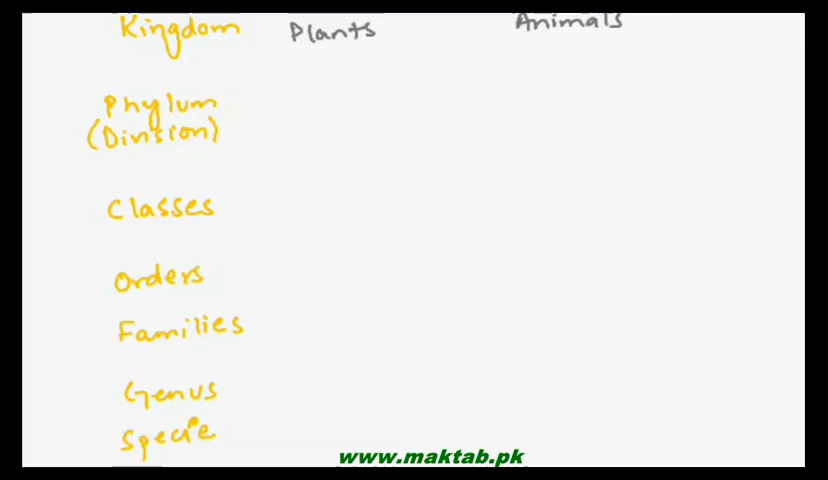 Kingdom Plants Animals
Phylum
(Division)
Classes
Orders
Families
Genus
Specie
www.maktab.pk